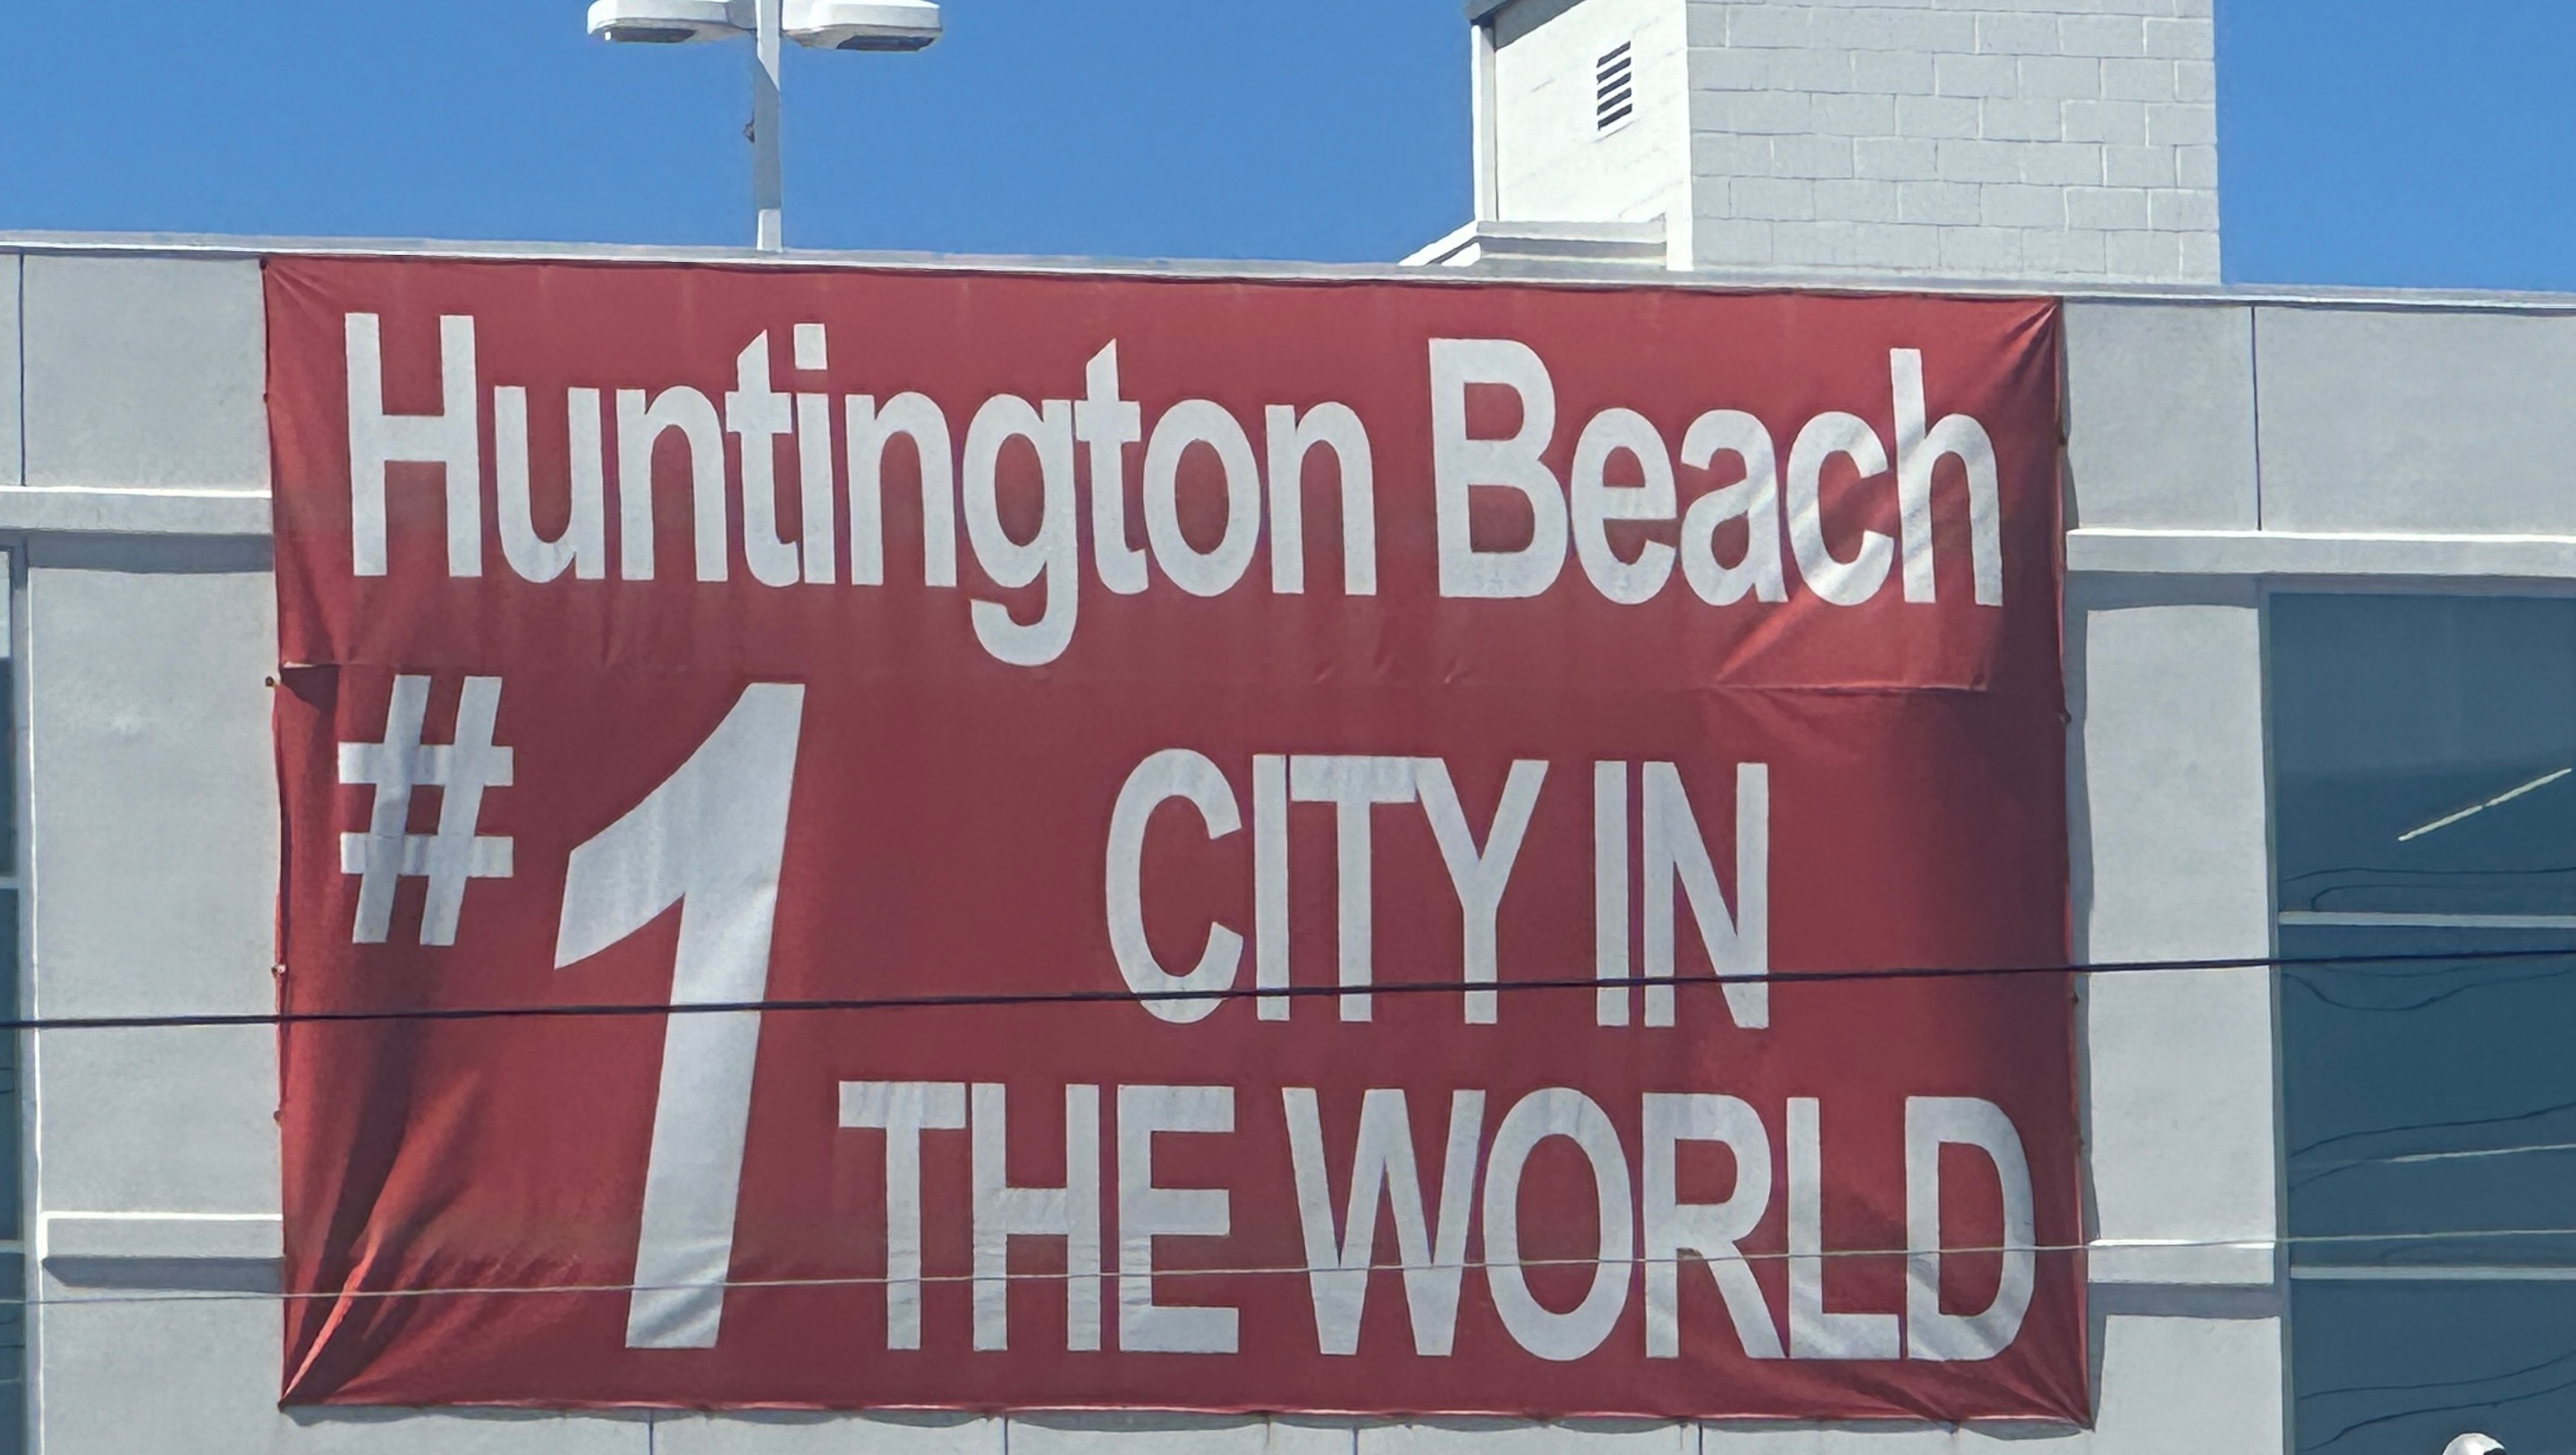 Huntington Beach
#1 CITY IN
THE WORLD